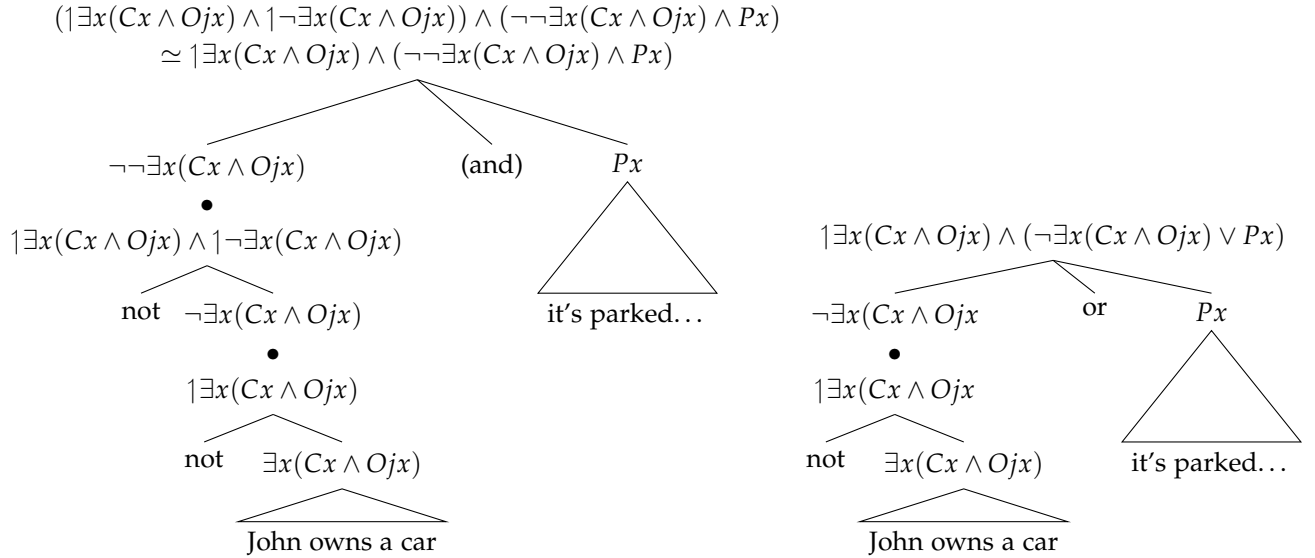 (↿∃x(Cx ∧ Ojx) ∧ ↿¬∃x(Cx ∧ Ojx)) ∧ (¬¬∃x(Cx ∧ Ojx) ∧ Px)
≃ ↿∃x(Cx ∧ Ojx) ∧ (¬¬∃x(Cx ∧ Ojx) ∧ Px)
¬¬∃x(Cx ∧ Ojx)
(and)
Px
●
↿∃x(Cx ∧ Ojx) ∧ ↿¬∃x(Cx ∧ Ojx)
not
¬∃x(Cx ∧ Ojx)
it's parked…
●
↿∃x(Cx ∧ Ojx)
not
∃x(Cx ∧ Ojx)
John owns a car
↿∃x(Cx ∧ Ojx) ∧ (¬∃x(Cx ∧ Ojx) ∨ Px)
¬∃x(Cx ∧ Ojx
or
Px
●
↿∃x(Cx ∧ Ojx
not
∃x(Cx ∧ Ojx)
it's parked…
John owns a car